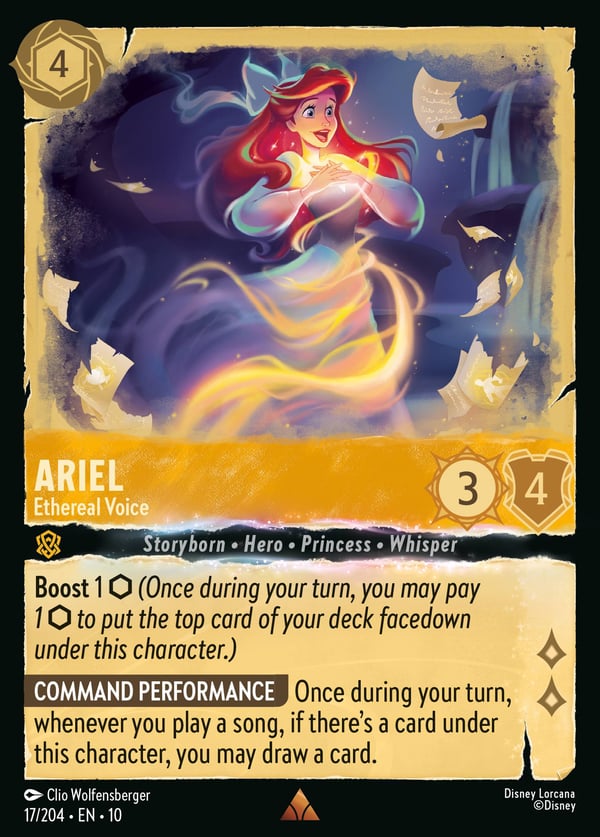 4
ARIEL
Ethereal Voice
3
4
Storyborn • Hero • Princess • Whisper
Boost 1 ⬡ (Once during your turn, you may pay
1 ⬡ to put the top card of your deck facedown
under this character.)
COMMAND PERFORMANCE Once during your turn,
whenever you play a song, if there's a card under
this character, you may draw a card.
Clio Wolfensberger
17/204 • EN • 10
Disney Lorcana
©Disney